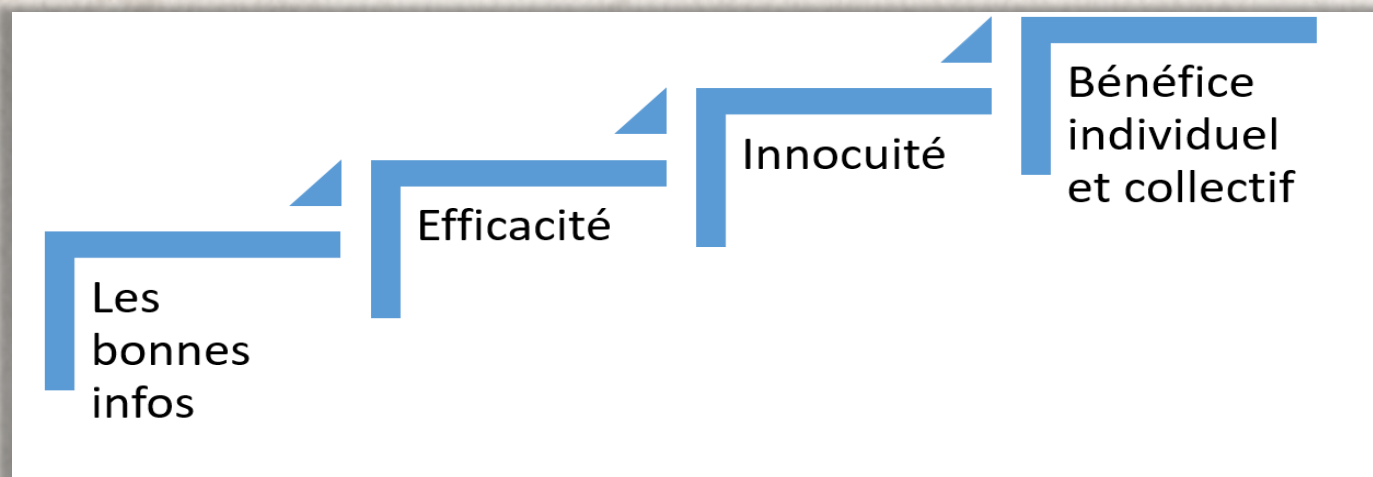 Les
bonnes
infos
Efficacité
Innocuité
Bénéfice
individuel
et collectif